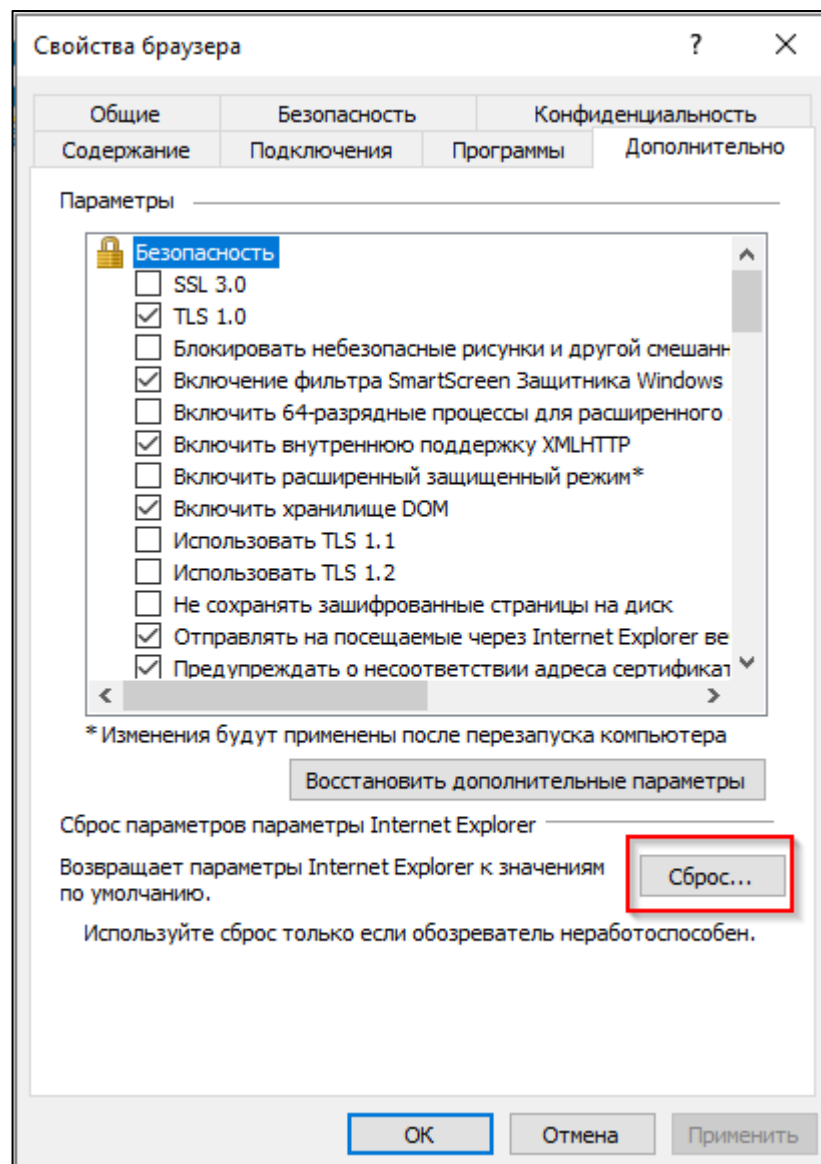 Свойства браузера ?
Общие Безопасность Конфиденциальность
Содержание Подключения Программы Дополнительно
Параметры
Безопасность
SSL 3.0
TLS 1.0
Блокировать небезопасные рисунки и другой смешанн
Включение фильтра SmartScreen Защитника Windows
Включить 64-разрядные процессы для расширенного
Включить внутреннюю поддержку XMLHTTP
Включить расширенный защищенный режим*
Включить хранилище DOM
Использовать TLS 1.1
Использовать TLS 1.2
Не сохранять зашифрованные страницы на диск
Отправлять на посещаемые через Internet Explorer ве
Предупреждать о несоответствии адреса сертификат
* Изменения будут применены после перезапуска компьютера
Восстановить дополнительные параметры
Сброс параметров параметры Internet Explorer
Возвращает параметры Internet Explorer к значениям
по умолчанию.
Сброс...
Используйте сброс только если обозреватель неработоспособен.
ОК Отмена Применить